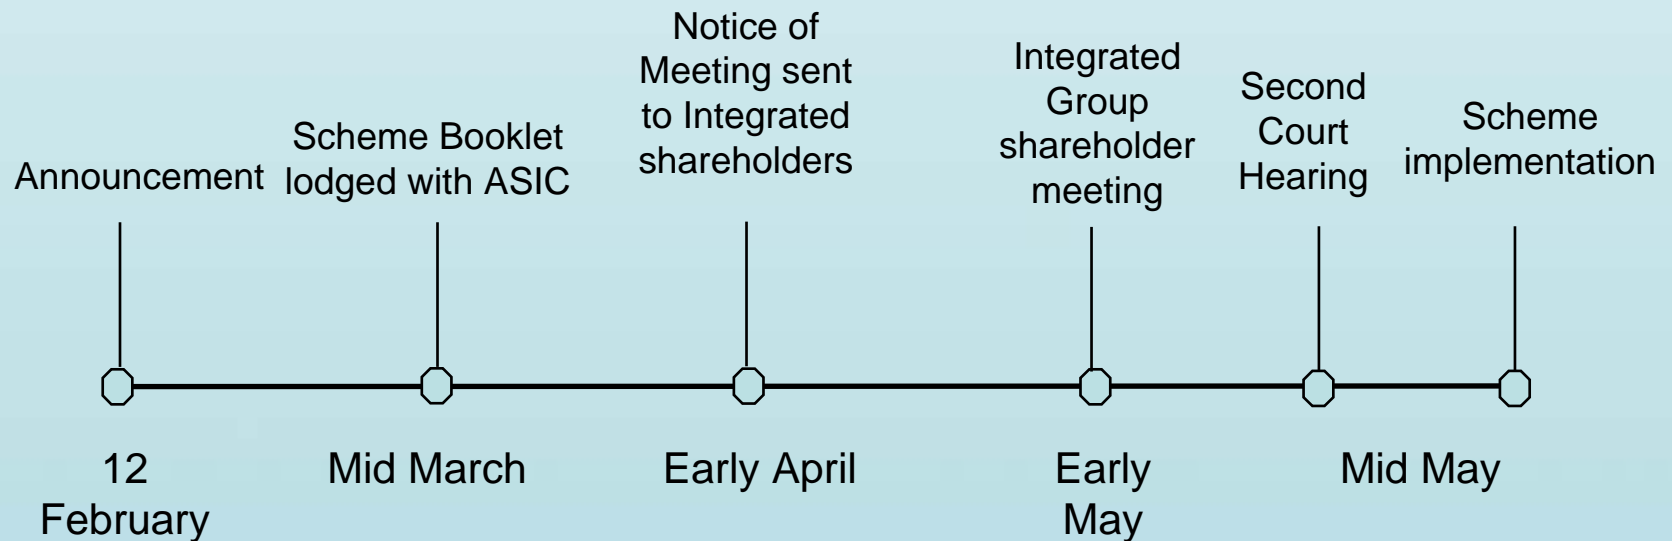 Announcement
Scheme Booklet
lodged with ASIC
Notice of
Meeting sent
to Integrated
shareholders
Integrated
Group
shareholder
meeting
Second
Court
Hearing
Scheme
implementation
12
February
Mid March
Early April
Early
May
Mid May